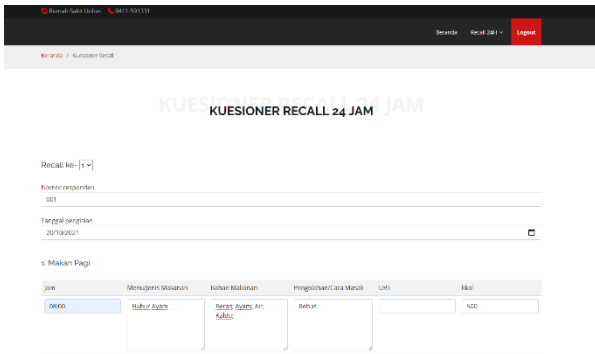 Rumah Sakit Unhas 0411-591331
Beranda Recall 24H Logout
Beranda / Kuesioner Recall
KUESIONER RECALL 24 JAM
KUESIONER RECALL 24 JAM
Recall ke- 1
Nomor responden
001
Tanggal pengisian
20/10/2021
1. Makan Pagi
Jam Menu/Jenis Makanan Bahan Makanan Pengolahan/Cara Masak URT kkal
08:00 Bubur Ayam Beras; Ayam; Air; Rebus
Kaldu;